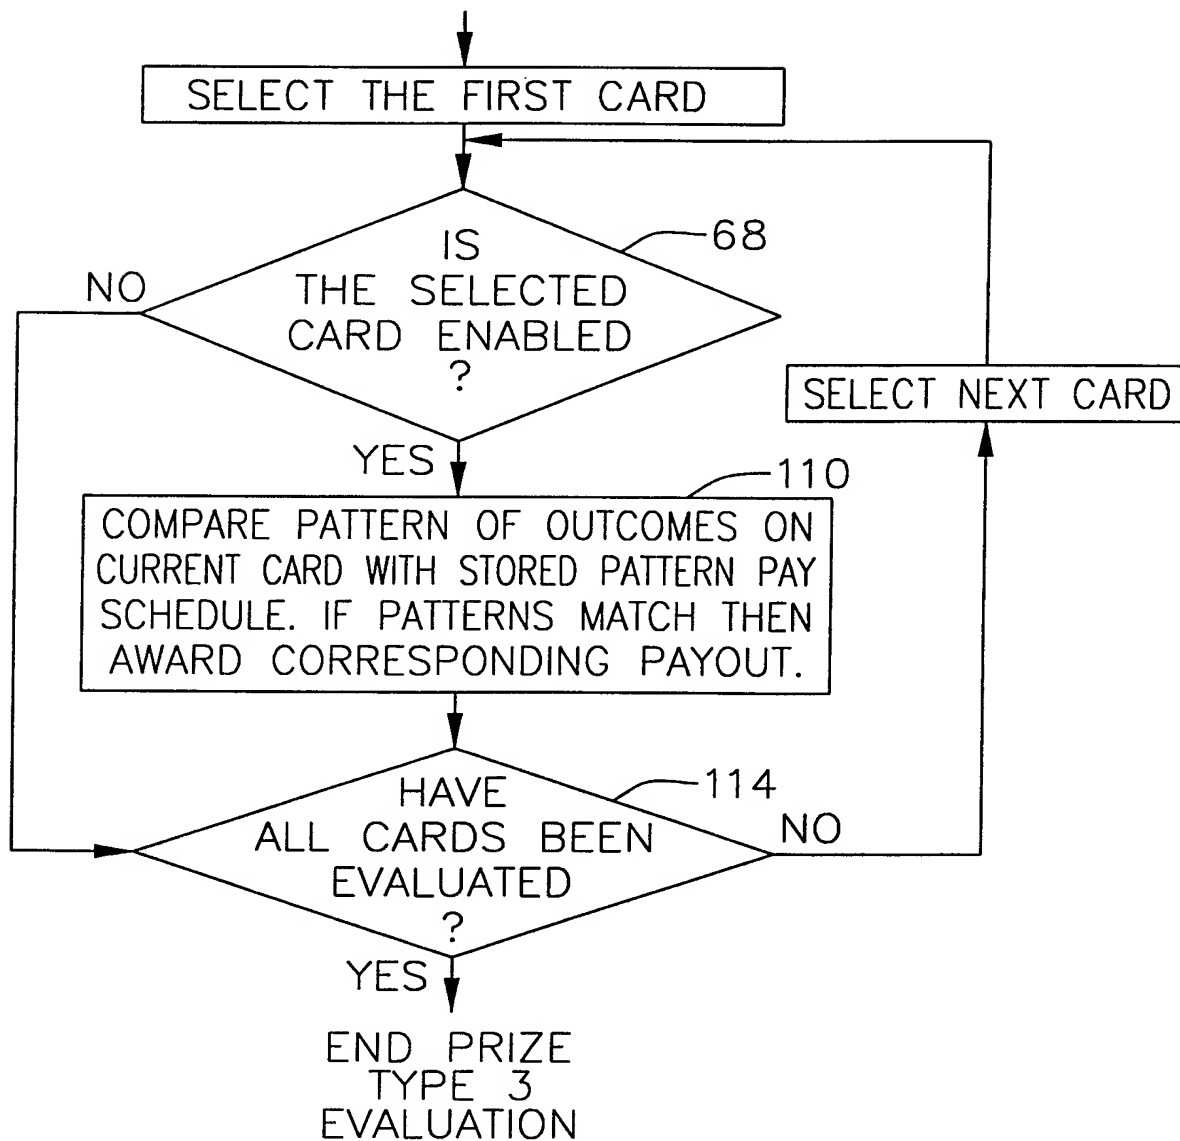 SELECT THE FIRST CARD
68
IS
THE SELECTED
CARD ENABLED
?
NO
YES
SELECT NEXT CARD
110
COMPARE PATTERN OF OUTCOMES ON
CURRENT CARD WITH STORED PATTERN PAY
SCHEDULE. IF PATTERNS MATCH THEN
AWARD CORRESPONDING PAYOUT.
114
HAVE
ALL CARDS BEEN
EVALUATED
?
NO
YES
END PRIZE
TYPE 3
EVALUATION